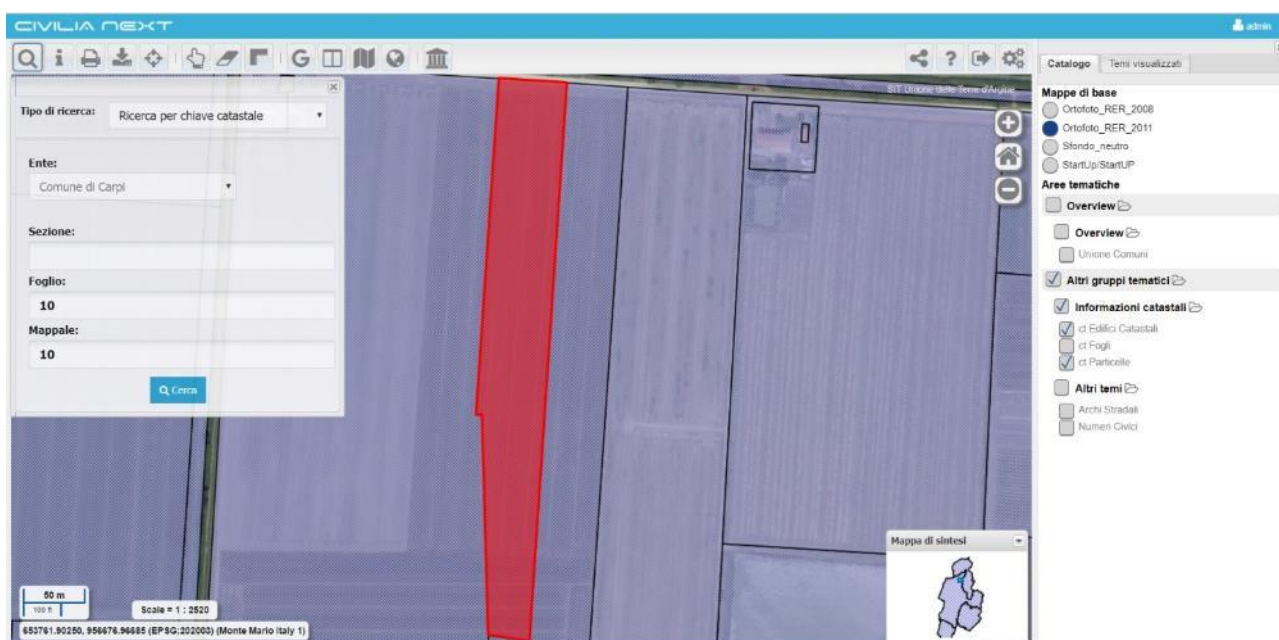 CIVILIA NEXT
admin
G
?
Tipo di ricerca:
Ricerca per chiave catastale
Ente:
Comune di Carpi
Sezione:
Foglio:
10
Mappale:
10
Cerca
SIT Unione delle Terre d'Argine
Catalogo
Temi visualizzati
Mappe di base
Ortofoto_RER_2008
Ortofoto_RER_2011
Sfondo_neutro
StartUp/StartUP
Aree tematiche
Overview
Overview
Unione Comuni
Altri gruppi tematici
Informazioni catastali
ct Edifici Catastali
ct Fogli
ct Particelle
Altri temi
Archi Stradali
Numeri Civici
Mappa di sintesi
50 m
100 ft
Scale = 1 : 2520
653761.90250, 956676.96685 (EPSG:202003) (Monte Mario Italy 1)